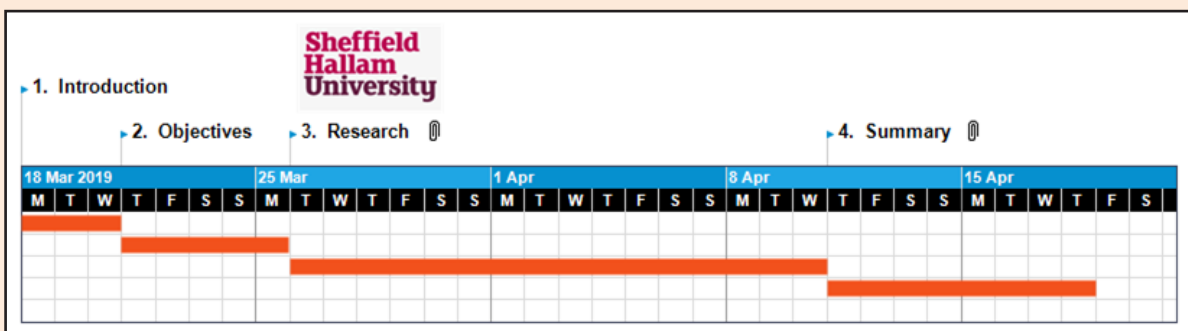 Sheffield
Hallam
University
1. Introduction
2. Objectives 3. Research 4. Summary
18 Mar 2019 25 Mar 1 Apr 8 Apr 15 Apr
M T W T F S S M T W T F S S M T W T F S S M T W T F S S M T W T F S